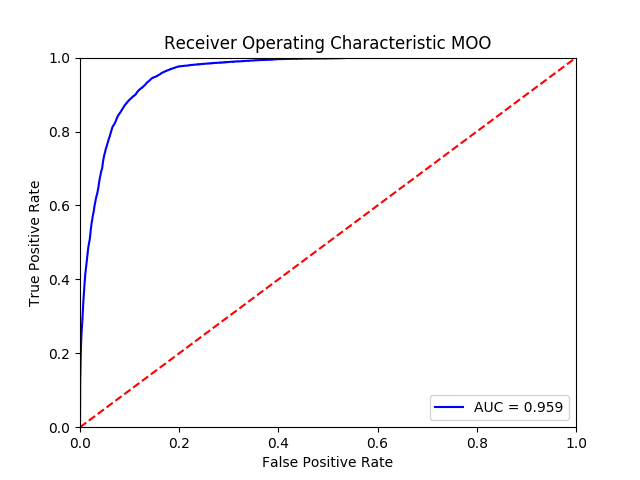 Receiver Operating Characteristic MOO
1.0
0.8
0.6
0.4
0.2
0.0
True Positive Rate
AUC = 0.959
0.0 0.2 0.4 0.6 0.8 1.0
False Positive Rate